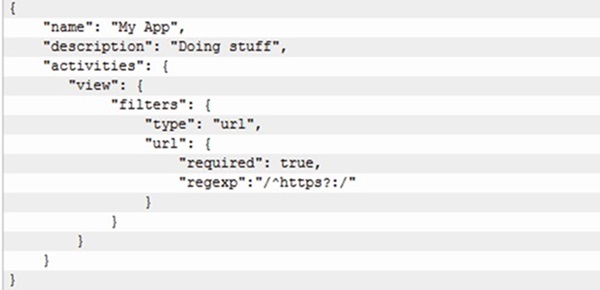 {
    "name": "My App",
    "description": "Doing stuff",
    "activities": {
       "view": {
            "filters": {
                "type": "url",
                "url": {
                    "required": true,
                    "regexp":"/^https?:/"
                }
            }
        }
    }
}